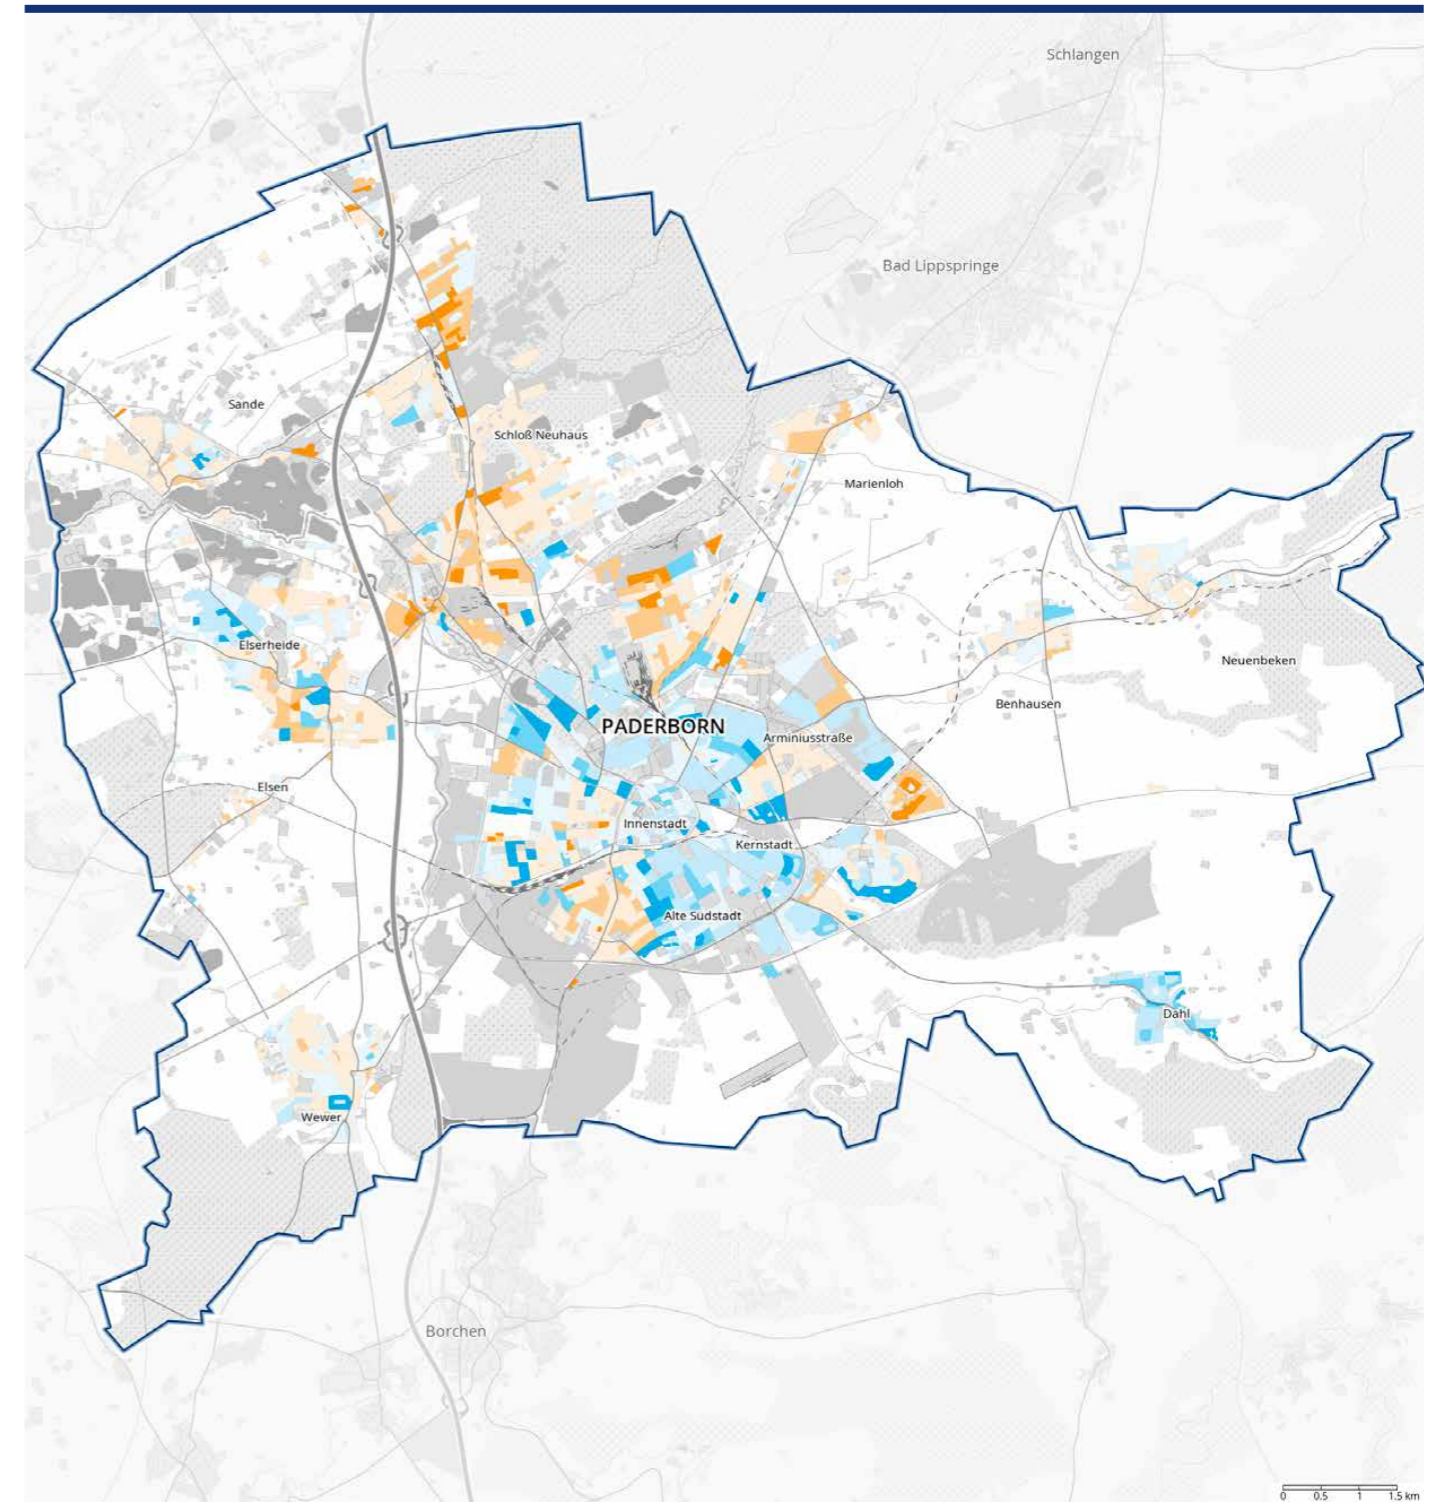 Schlangen
Bad Lippspringe
Sande
Schloß Neuhaus
Marienloh
Elserheide
Neuenbeken
Benhausen
PADERBORN
Arminiusstraße
Elsen
Innenstadt
Kernstadt
Alte Südstadt
Dahl
Wewer
Borchen
0 0.5 1 1.5 km